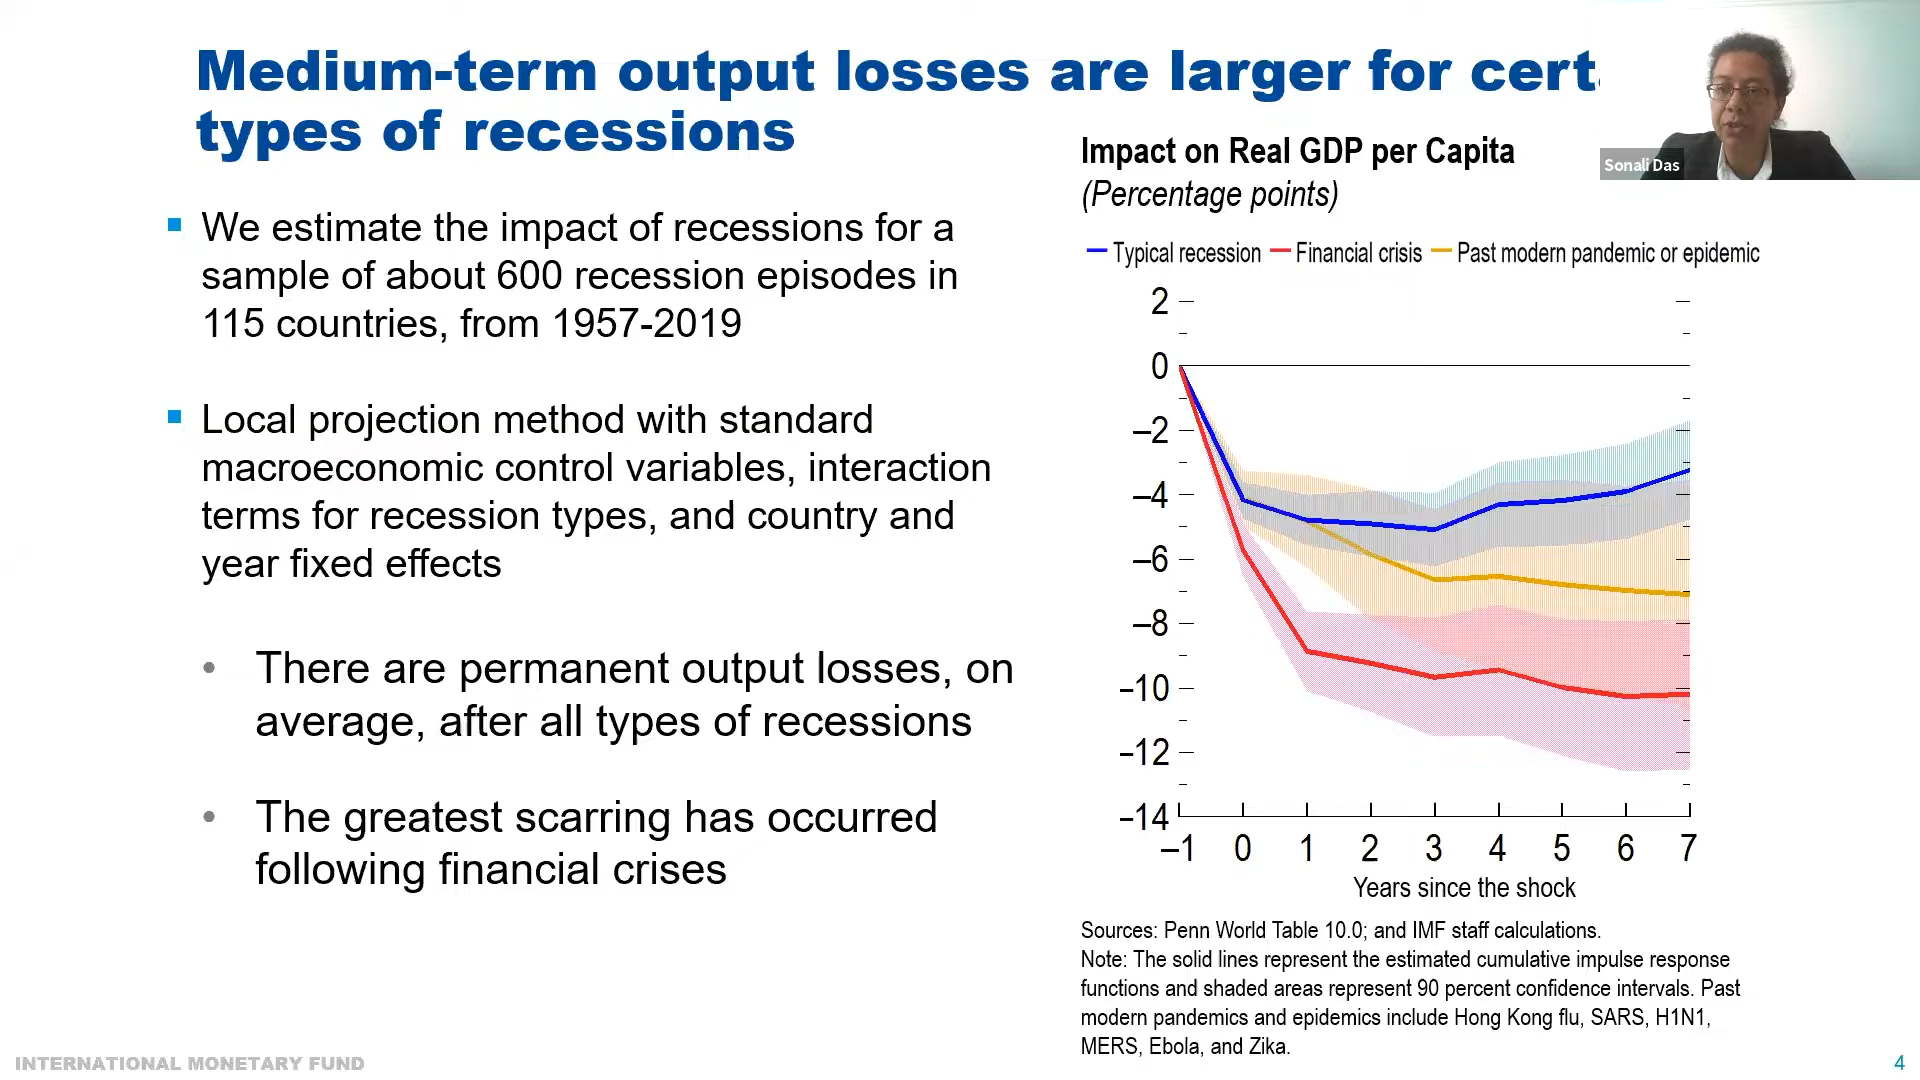 Medium-term output losses are larger for cert
types of recessions
Sonali Das
We estimate the impact of recessions for a
sample of about 600 recession episodes in
115 countries, from 1957-2019
Local projection method with standard
macroeconomic control variables, interaction
terms for recession types, and country and
year fixed effects
• There are permanent output losses, on
average, after all types of recessions
• The greatest scarring has occurred
following financial crises
Impact on Real GDP per Capita
(Percentage points)
Typical recession Financial crisis Past modern pandemic or epidemic
2
0
–2
–4
–6
–8
–10
–12
–14
–1 0 1 2 3 4 5 6 7
Years since the shock
Sources: Penn World Table 10.0; and IMF staff calculations.
Note: The solid lines represent the estimated cumulative impulse response
functions and shaded areas represent 90 percent confidence intervals. Past
modern pandemics and epidemics include Hong Kong flu, SARS, H1N1,
MERS, Ebola, and Zika.
INTERNATIONAL MONETARY FUND
4